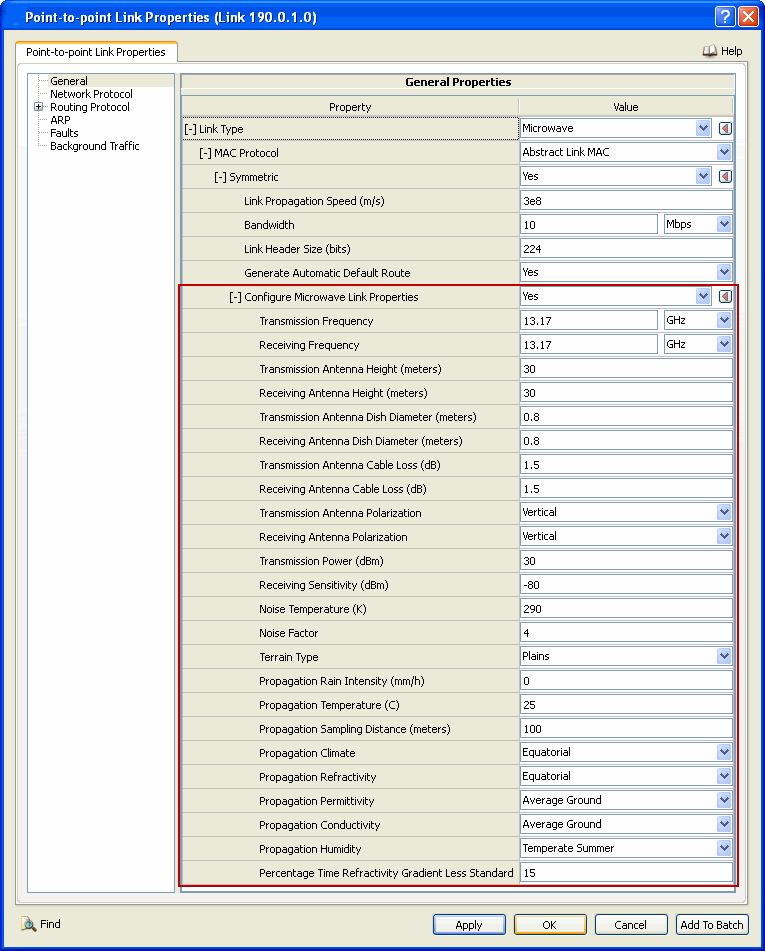 Point-to-point Link Properties (Link 190.0.1.0)
Point-to-point Link Properties
Help
General
Network Protocol
Routing Protocol
ARP
Faults
Background Traffic
General Properties
Property Value
[-] Link Type Microwave
[-] MAC Protocol Abstract Link MAC
[-] Symmetric Yes
Link Propagation Speed (m/s) 3e8
Bandwidth 10 Mbps
Link Header Size (bits) 224
Generate Automatic Default Route Yes
[-] Configure Microwave Link Properties Yes
Transmission Frequency 13.17 GHz
Receiving Frequency 13.17 GHz
Transmission Antenna Height (meters) 30
Receiving Antenna Height (meters) 30
Transmission Antenna Dish Diameter (meters) 0.8
Receiving Antenna Dish Diameter (meters) 0.8
Transmission Antenna Cable Loss (dB) 1.5
Receiving Antenna Cable Loss (dB) 1.5
Transmission Antenna Polarization Vertical
Receiving Antenna Polarization Vertical
Transmission Power (dBm) 30
Receiving Sensitivity (dBm) -80
Noise Temperature (K) 290
Noise Factor 4
Terrain Type Plains
Propagation Rain Intensity (mm/h) 0
Propagation Temperature (C) 25
Propagation Sampling Distance (meters) 100
Propagation Climate Equatorial
Propagation Refractivity Equatorial
Propagation Permittivity Average Ground
Propagation Conductivity Average Ground
Propagation Humidity Temperate Summer
Percentage Time Refractivity Gradient Less Standard 15
Find
Apply OK Cancel Add To Batch